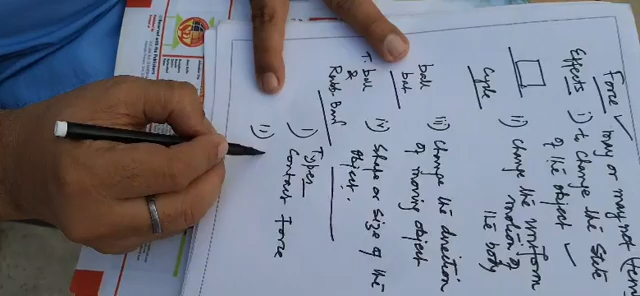 Force ✓ may or may not
Effects i) to Change the State
of the object ✓
Cycle ii) Change the uniform
motion of
the body
ball iii) Change the direction
bat of moving object
T. ball iv) Shape or Size of the
& object.
Types
i) Contact Force
ii)